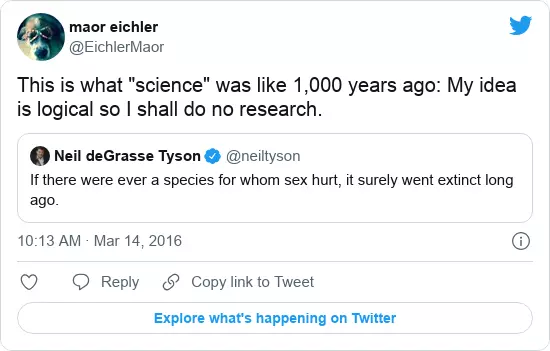 maor eichler
@EichlerMaor
This is what "science" was like 1,000 years ago: My idea
is logical so I shall do no research.
Neil deGrasse Tyson @neiltyson
If there were ever a species for whom sex hurt, it surely went extinct long
ago.
10:13 AM · Mar 14, 2016
Reply Copy link to Tweet
Explore what's happening on Twitter